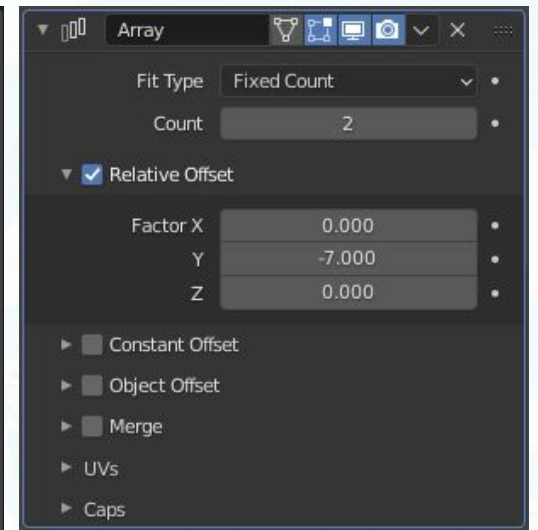 Array
Fit Type Fixed Count
Count 2
Relative Offset
Factor X 0.000
Y -7.000
Z 0.000
Constant Offset
Object Offset
Merge
UVs
Caps